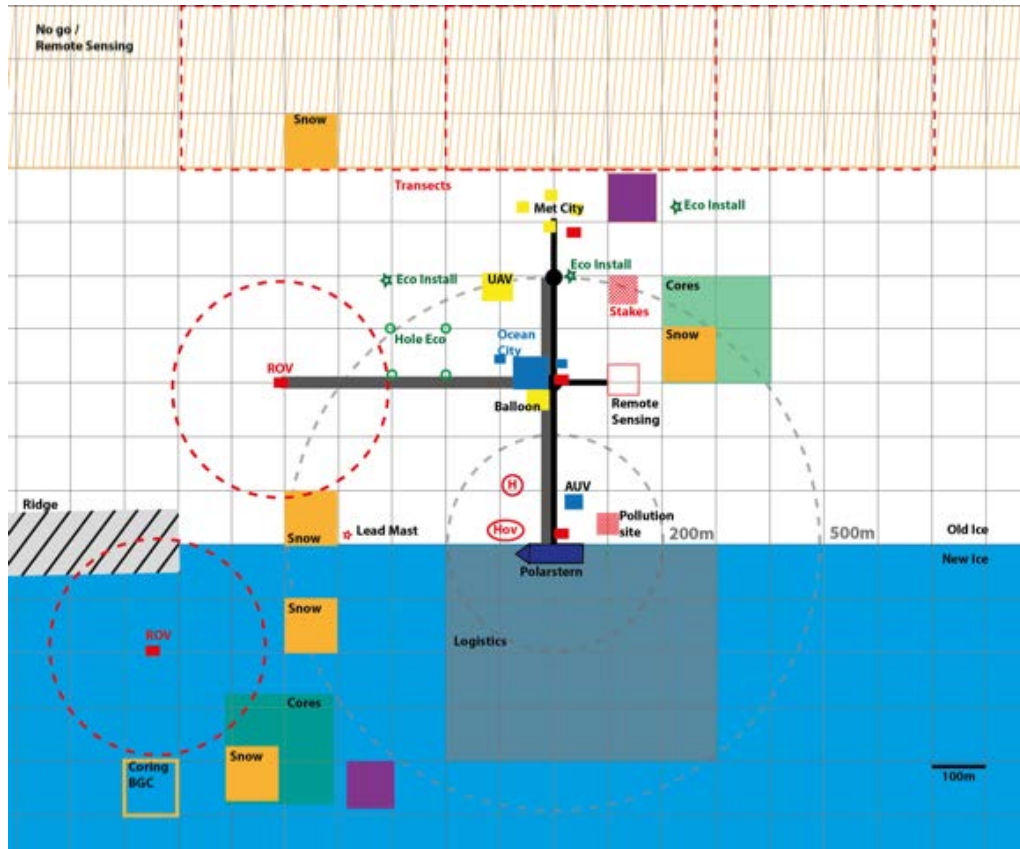 No go /
Remote Sensing
Snow
Transects
Met City
Eco Install
Eco Install
Eco Install
UAV
Cores
Stakes
Hole Eco
Ocean
City
Snow
ROV
Balloon
Remote
Sensing
H
AUV
Ridge
Snow
Lead Mast
Hov
Pollution
site
200m
500m
Old Ice
New Ice
Polarstern
Snow
ROV
Logistics
Cores
Snow
Coring
BGC
100m